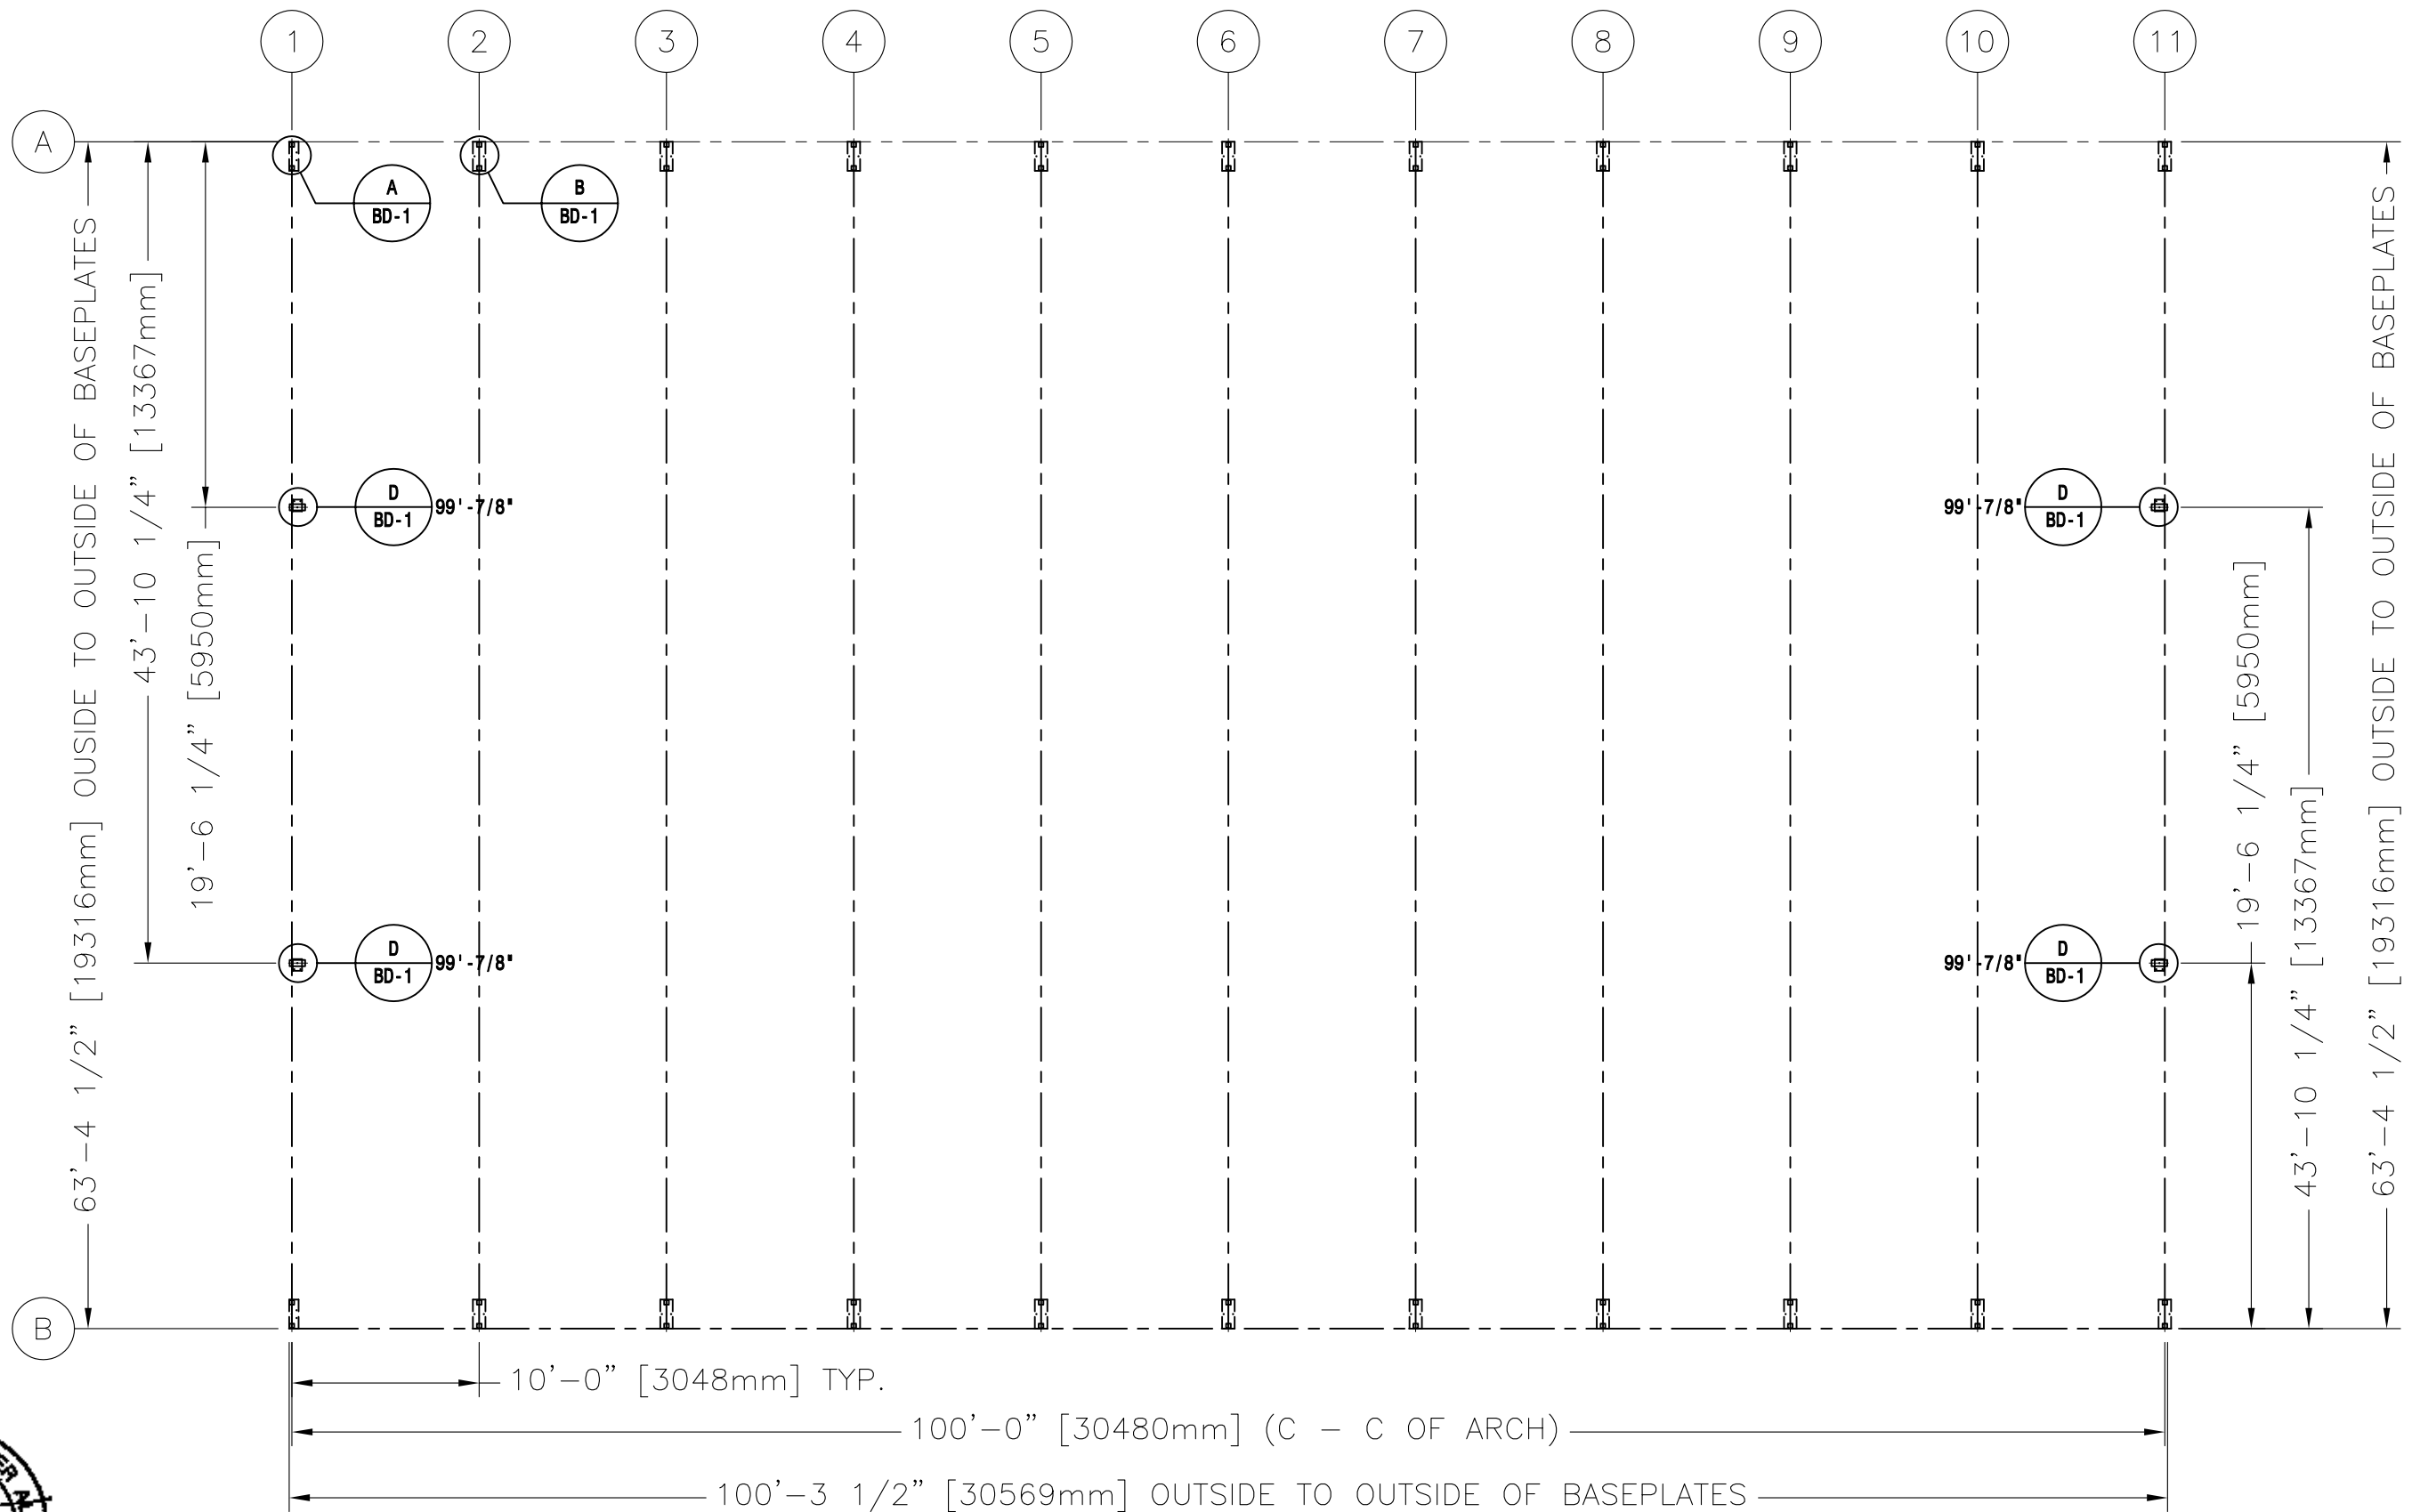 1 2 3 4 5 6 7 8 9 10 11
A
A
BD-1
B
BD-1
63'-4 1/2" [19316mm] OUSIDE TO OUTSIDE OF BASEPLATES
43'-10 1/4" [13367mm]
19'-6 1/4" [5950mm]
D
BD-1
99'-7/8"
99'-7/8"
D
BD-1
D
BD-1
99'-7/8"
99'-7/8"
D
BD-1
19'-6 1/4" [5950mm]
43'-10 1/4" [13367mm]
63'-4 1/2" [19316mm] OUTSIDE TO OUTSIDE OF BASEPLATES
B
10'-0" [3048mm] TYP.
100'-0" [30480mm] (C - C OF ARCH)
100'-3 1/2" [30569mm] OUTSIDE TO OUTSIDE OF BASEPLATES